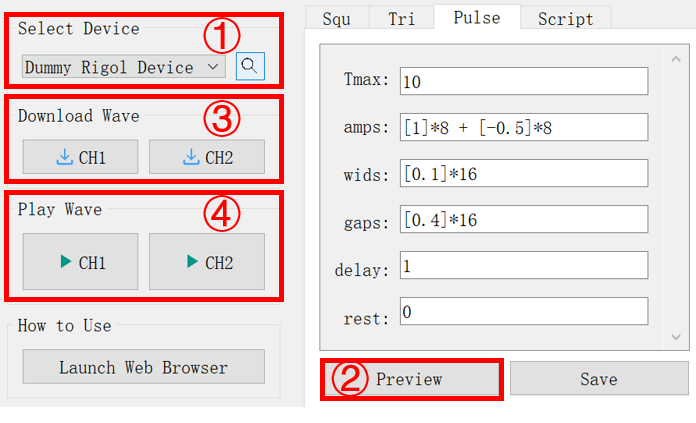 Select Device
①
Dummy Rigol Device
Download Wave
③
CH1
CH2
Play Wave
④
CH1
CH2
How to Use
Launch Web Browser
Squ
Tri
Pulse
Script
Tmax: 10
amps: [1]*8 + [-0.5]*8
wids: [0.1]*16
gaps: [0.4]*16
delay: 1
rest: 0
② Preview
Save